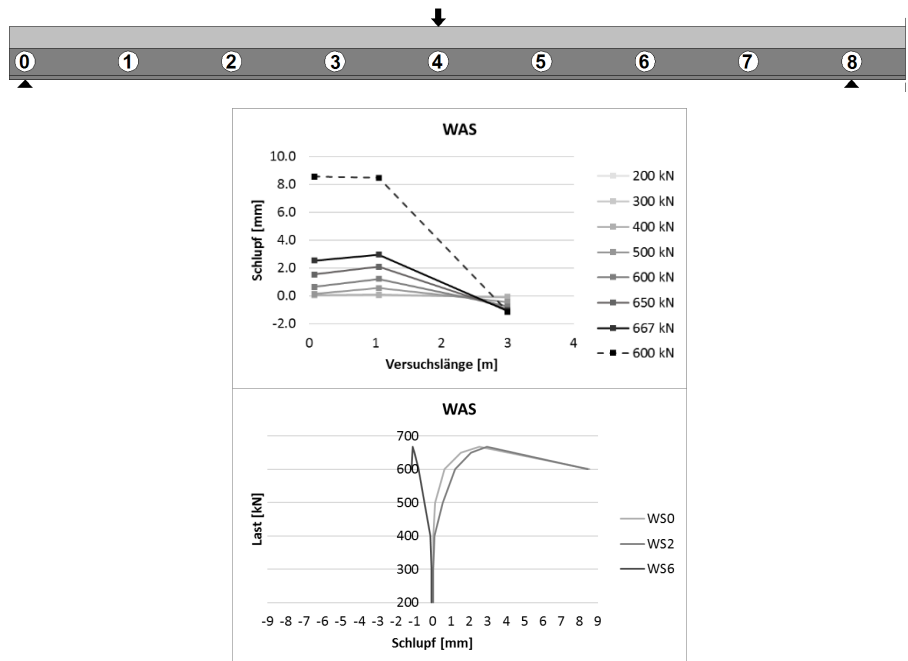 0 1 2 3 4 5 6 7 8
WAS
10.0
8.0
6.0
4.0
2.0
0.0
-2.0
Schlupf [mm]
0 1 2 3 4
Versuchslänge [m]
200 kN
300 kN
400 kN
500 kN
600 kN
650 kN
667 kN
600 kN
WAS
700
600
500
400
300
200
Last [kN]
-9 -8 -7 -6 -5 -4 -3 -2 -1 0 1 2 3 4 5 6 7 8 9
Schlupf [mm]
WS0
WS2
WS6